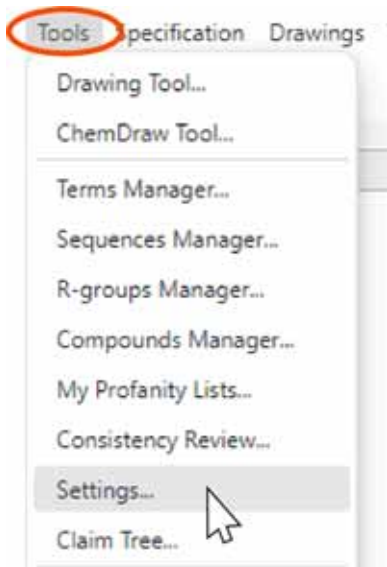 Tools Specification Drawings
Drawing Tool...
ChemDraw Tool...
Terms Manager...
Sequences Manager...
R-groups Manager...
Compounds Manager...
My Profanity Lists...
Consistency Review...
Settings...
Claim Tree...